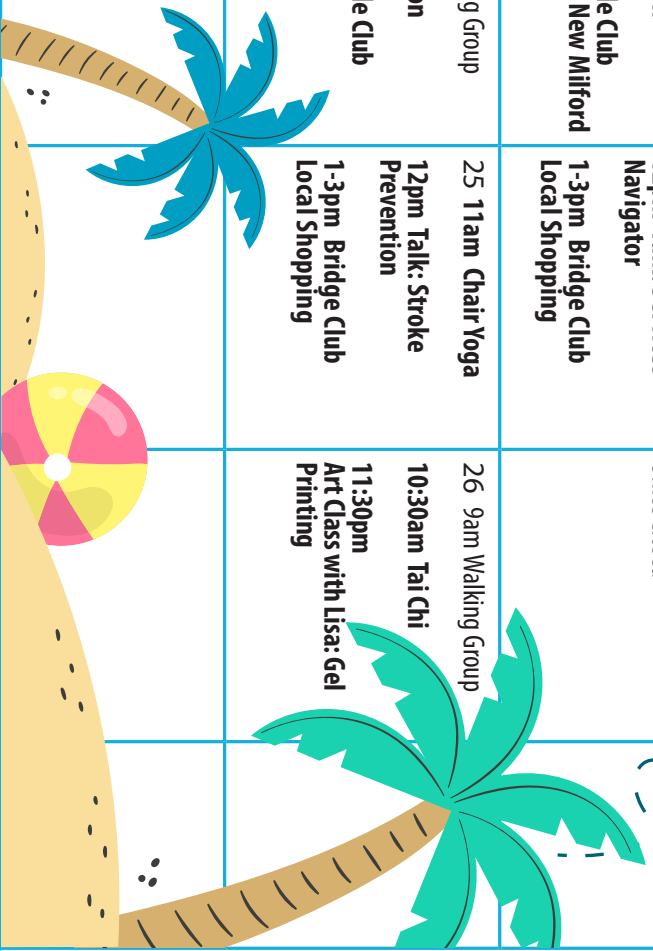 Club
New Milford
Navigator
1-3pm Bridge Club
Local Shopping
Group
Club
25 11am Chair Yoga
12pm Talk: Stroke
Prevention
1-3pm Bridge Club
Local Shopping
26 9am Walking Group
10:30am Tai Chi
11:30pm
Art Class with Lisa: Gel
Printing